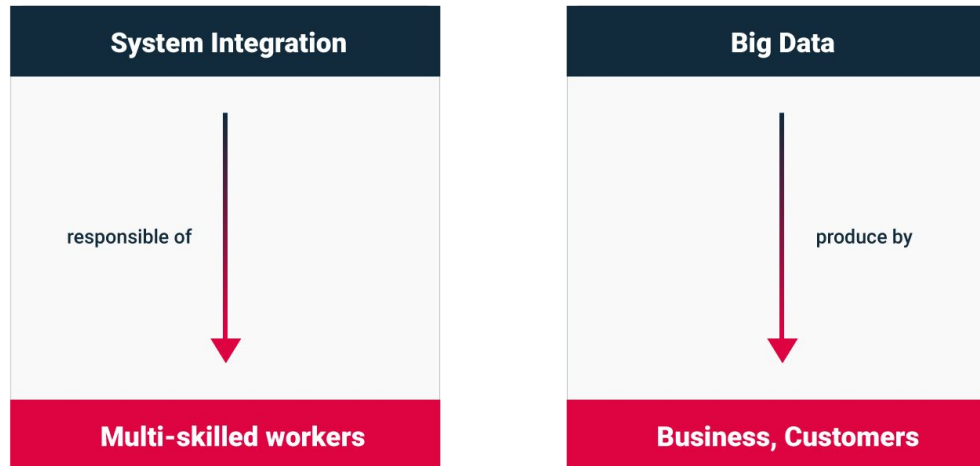 System Integration
Big Data
responsible of
produce by
Multi-skilled workers
Business, Customers